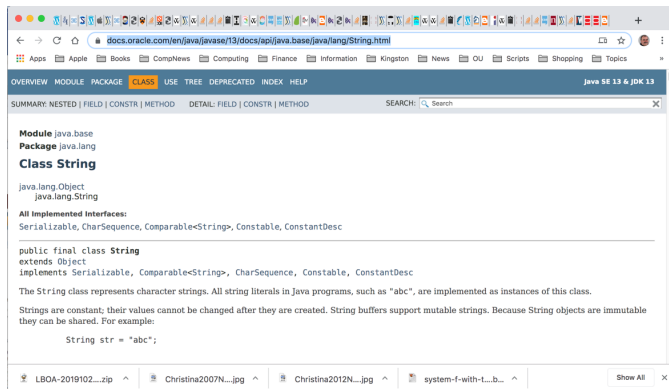 docs.oracle.com/en/java/javase/13/docs/api/java.base/java/lang/String.html
Apps Apple Books CompNews Computing Finance Information Kingston News OU Scripts Shopping Topics »
OVERVIEW MODULE PACKAGE CLASS USE TREE DEPRECATED INDEX HELP Java SE 13 & JDK 13
SUMMARY: NESTED | FIELD | CONSTR | METHOD DETAIL: FIELD | CONSTR | METHOD SEARCH: Search
Module java.base
Package java.lang
Class String
java.lang.Object
java.lang.String
All Implemented Interfaces:
Serializable, CharSequence, Comparable<String>, Constable, ConstantDesc
public final class String
extends Object
implements Serializable, Comparable<String>, CharSequence, Constable, ConstantDesc
The String class represents character strings. All string literals in Java programs, such as "abc", are implemented as instances of this class.
Strings are constant; their values cannot be changed after they are created. String buffers support mutable strings. Because String objects are immutable
they can be shared. For example:
String str = "abc";
LBOA-2019102....zip Christina2007N....jpg Christina2012N....jpg system-f-with-t....b... Show All